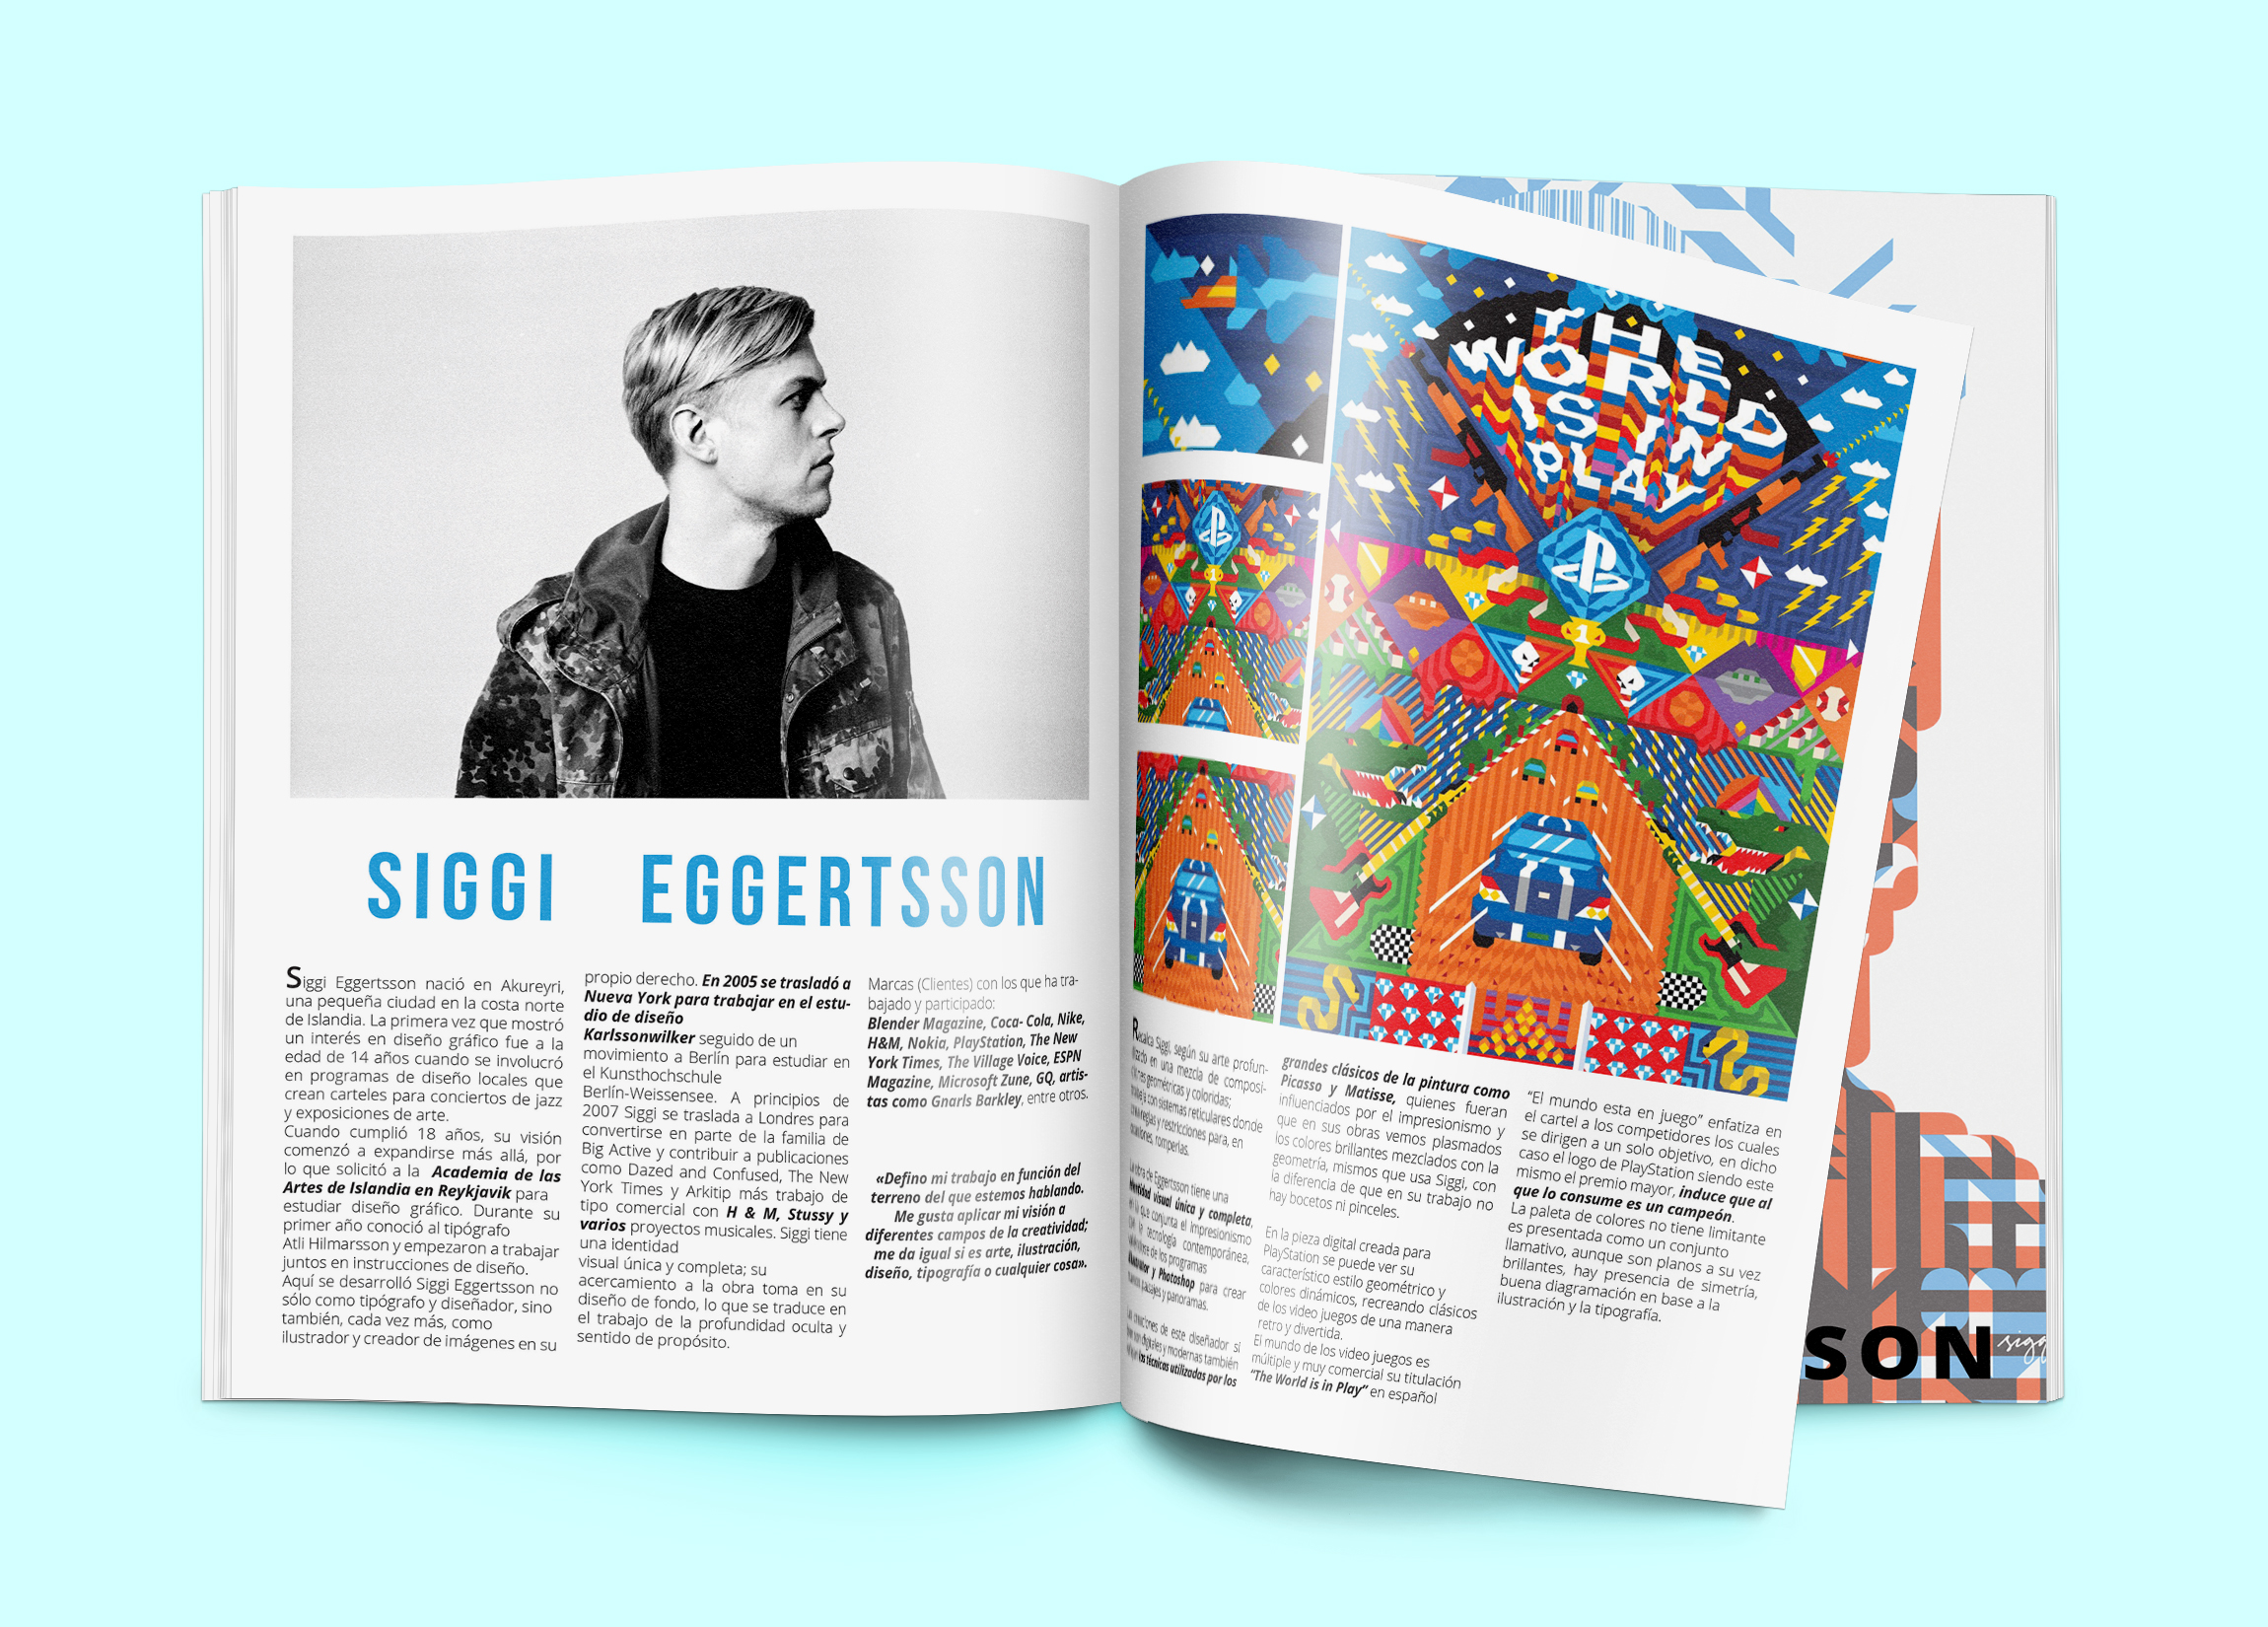 SIGGI EGGERTSSON
Siggi Eggertsson nació en Akureyri,
una pequeña ciudad en la costa norte
de Islandia. La primera vez que mostró
un interés en diseño gráfico fue a la
edad de 14 años cuando se involucró
en programas de diseño locales que
crean carteles para conciertos de jazz
y exposiciones de arte.
Cuando cumplió 18 años, su visión
comenzó a expandirse más allá, por
lo que solicitó a la Academia de las
Artes de Islandia en Reykjavik para
estudiar diseño gráfico. Durante su
primer año conoció al tipógrafo
Atli Hilmarsson y empezaron a trabajar
juntos en instrucciones de diseño.
Aquí se desarrolló Siggi Eggertsson no
sólo como tipógrafo y diseñador, sino
también, cada vez más, como
ilustrador y creador de imágenes en su
propio derecho. En 2005 se trasladó a
Nueva York para trabajar en el estu-
dio de diseño
Karlssonwilker seguido de un
movimiento a Berlín para estudiar en
el Kunsthochschule
Berlín-Weissensee. A principios de
2007 Siggi se traslada a Londres para
convertirse en parte de la familia de
Big Active y contribuir a publicaciones
como Dazed and Confused, The New
York Times y Arkitip más trabajo de
tipo comercial con H & M, Stussy y
varios proyectos musicales. Siggi tiene
una identidad
visual única y completa; su
acercamiento a la obra toma en su
diseño de fondo, lo que se traduce en
el trabajo de la profundidad oculta y
sentido de propósito.
Marcas (Clientes) con los que ha tra-
bajado y participado:
Blender Magazine, Coca- Cola, Nike,
H&M, Nokia, PlayStation, The New
York Times, The Village Voice, ESPN
Magazine, Microsoft Zune, GQ, artis-
tas como Gnarls Barkley, entre otros.
«Defino mi trabajo en función del
terreno del que estemos hablando.
Me gusta aplicar mi visión a
diferentes campos de la creatividad;
me da igual si es arte, ilustración,
diseño, tipografía o cualquier cosa».
THE
WORLD
IS IN
PLAY
1
1
Recalca Siggi, según su arte profun-
dizado en una mezcla de composi-
ciones geométricas y coloridas;
trabaja con sistemas reticulares donde
crea reglas y restricciones para, en
ocasiones, romperlas.
La obra de Eggertsson tiene una
identidad visual única y completa,
en la que conjunta el Impresionismo
con la tecnología contemporánea,
valiéndose de los programas
Illustrator y Photoshop para crear
nuevos paisajes y panoramas.
Las creaciones de este diseñador si
bien son digitales y modernas también
las técnicas utilizadas por los
grandes clásicos de la pintura como
Picasso y Matisse, quienes fueran
influenciados por el impresionismo y
que en sus obras vemos plasmados
los colores brillantes mezclados con la
geometría, mismos que usa Siggi, con
la diferencia de que en su trabajo no
hay bocetos ni pinceles.
En la pieza digital creada para
PlayStation se puede ver su
característico estilo geométrico y
colores dinámicos, recreando clásicos
de los video juegos de una manera
retro y divertida.
El mundo de los video juegos es
múltiple y muy comercial su titulación
"The World is in Play" en español
"El mundo esta en juego" enfatiza en
el cartel a los competidores los cuales
se dirigen a un solo objetivo, en dicho
caso el logo de PlayStation siendo este
mismo el premio mayor, induce que al
que lo consume es un campeón.
La paleta de colores no tiene limitante
es presentada como un conjunto
llamativo, aunque son planos a su vez
brillantes, hay presencia de simetría,
buena diagramación en base a la
ilustración y la tipografía.
SON